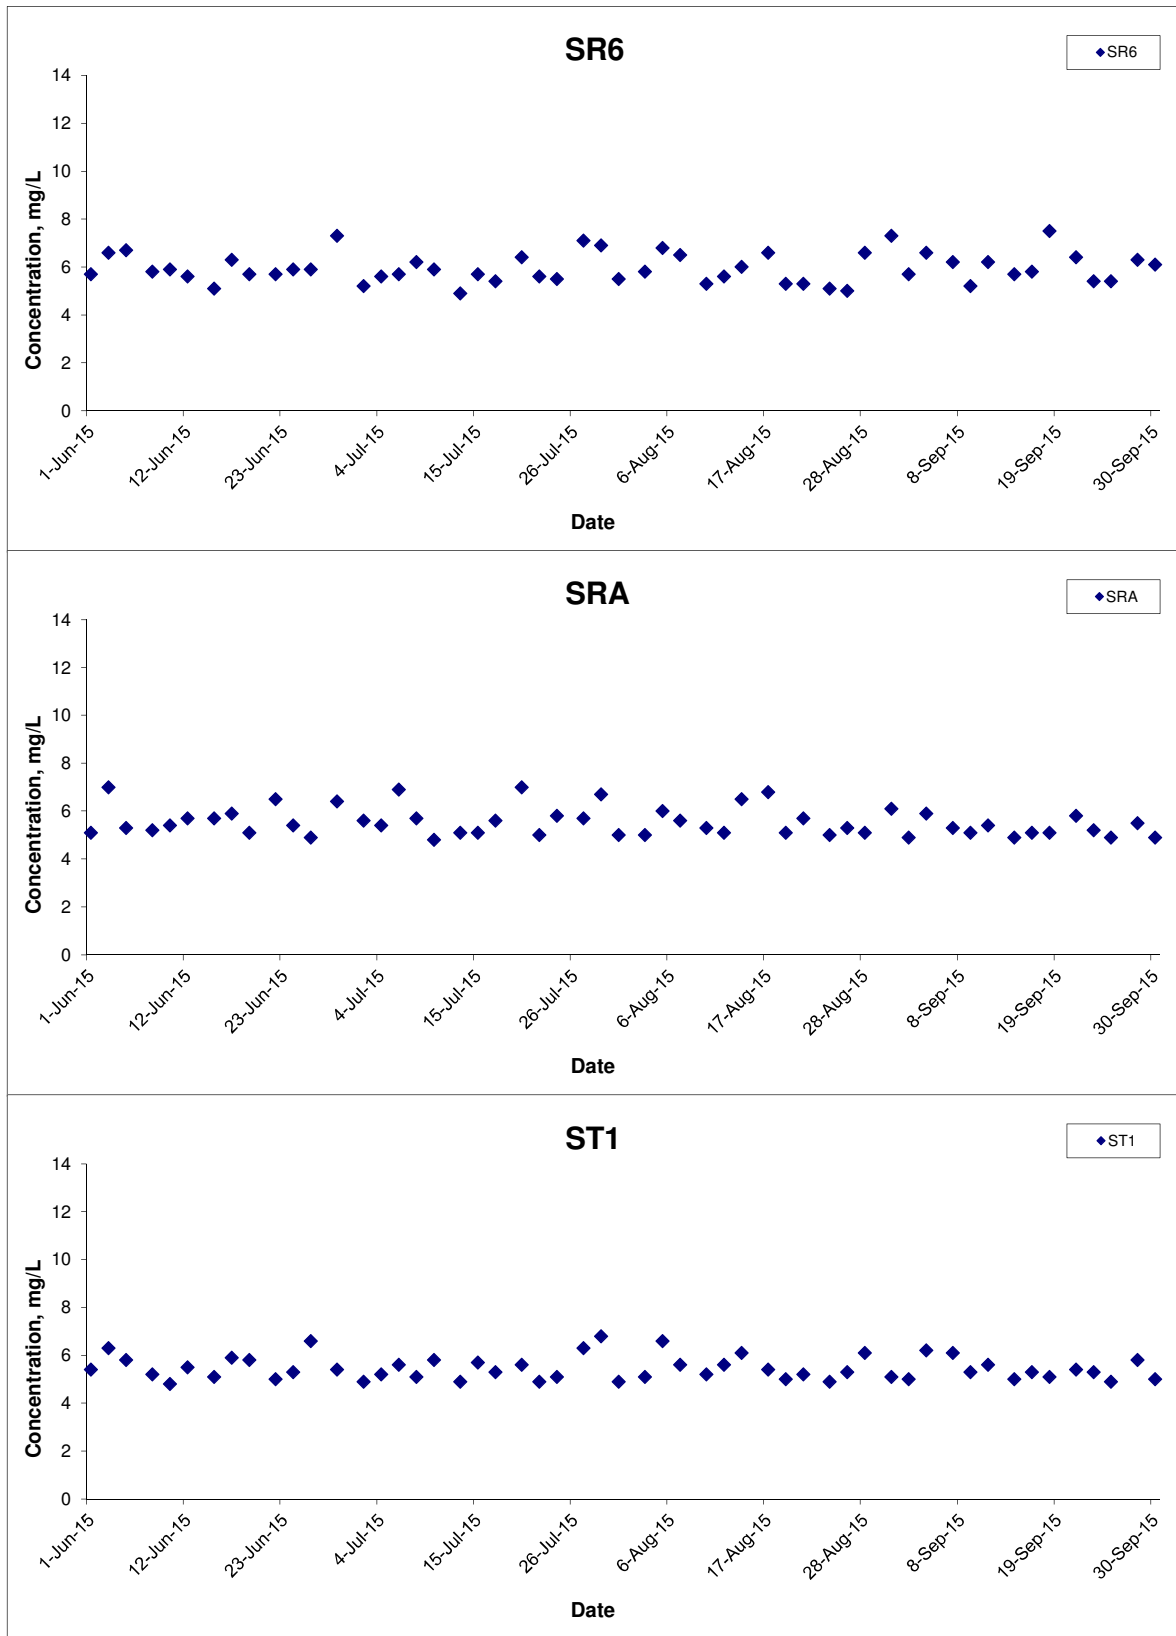 SR6
SR6
14
12
10
8
6
4
2
0
Concentration, mg/L
1-Jun-15
12-Jun-15
23-Jun-15
4-Jul-15
15-Jul-15
26-Jul-15
6-Aug-15
17-Aug-15
28-Aug-15
8-Sep-15
19-Sep-15
30-Sep-15
Date
SRA
SRA
14
12
10
8
6
4
2
0
Concentration, mg/L
1-Jun-15
12-Jun-15
23-Jun-15
4-Jul-15
15-Jul-15
26-Jul-15
6-Aug-15
17-Aug-15
28-Aug-15
8-Sep-15
19-Sep-15
30-Sep-15
Date
ST1
ST1
14
12
10
8
6
4
2
0
Concentration, mg/L
1-Jun-15
12-Jun-15
23-Jun-15
4-Jul-15
15-Jul-15
26-Jul-15
6-Aug-15
17-Aug-15
28-Aug-15
8-Sep-15
19-Sep-15
30-Sep-15
Date